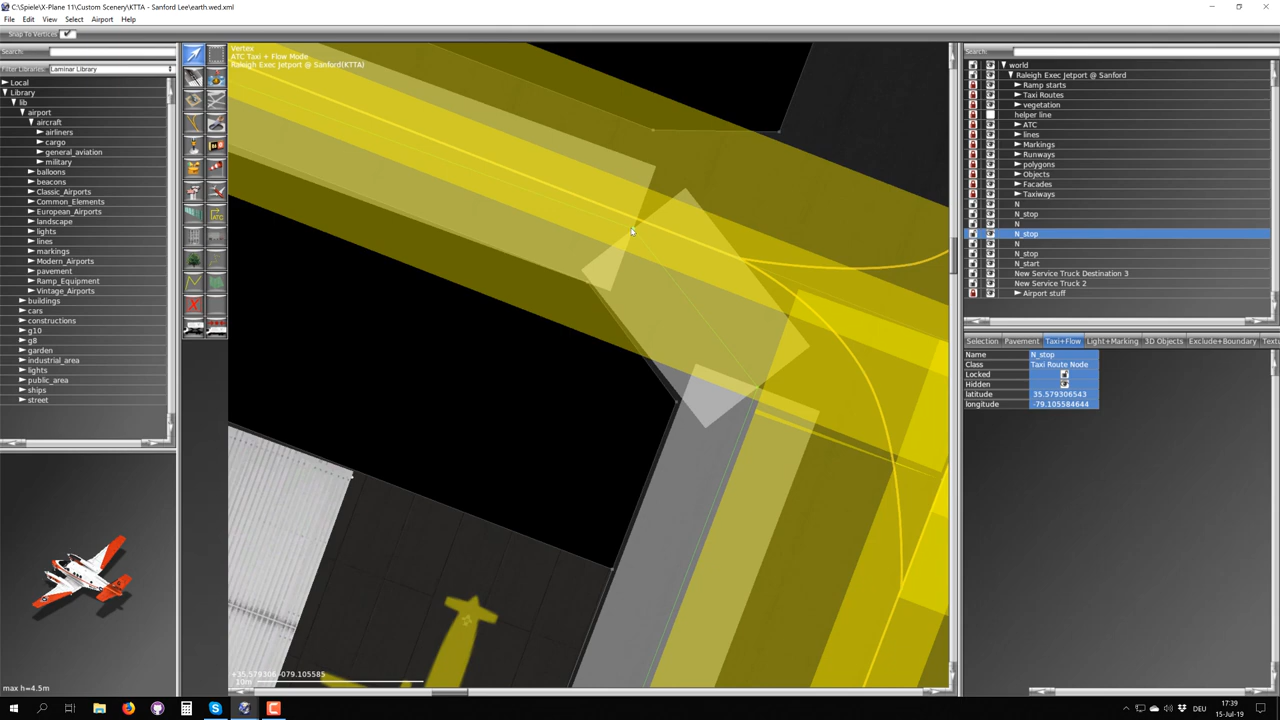 C:\Spiele\X-Plane 11\Custom Scenery\KTTA - Sanford Lee\earth.wed.xml
File Edit View Select Airport Help
Snap To Vertices
Search:
Filter Libraries: Laminar Library
Local
Library
lib
airport
aircraft
airliners
cargo
general_aviation
military
balloons
beacons
Classic_Airports
Common_Elements
European_Airports
landscape
lights
lines
markings
Modern_Airports
pavement
Ramp_Equipment
Vintage_Airports
buildings
cars
constructions
g10
g8
garden
industrial_area
lights
public_area
ships
street
max h=4.5m
Vertex
ATC Taxi + Flow Mode
Raleigh Exec Jetport @ Sanford(KTTA)
ATC
+35.579306 -079.105585
10m
Search:
world
Raleigh Exec Jetport @ Sanford
Ramp starts
Taxi Routes
vegetation
helper line
ATC
lines
Markings
Runways
polygons
Objects
Facades
Taxiways
N
N_stop
N
N_stop
N
N_stop
N_start
New Service Truck Destination 3
New Service Truck 2
Airport stuff
Selection Pavement Taxi+Flow Light+Marking 3D Objects Exclude+Boundary Textu
Name N_stop
Class Taxi Route Node
Locked
Hidden
latitude 35.579306543
longitude -79.105584644
DEU
17:39
15-Jul-19